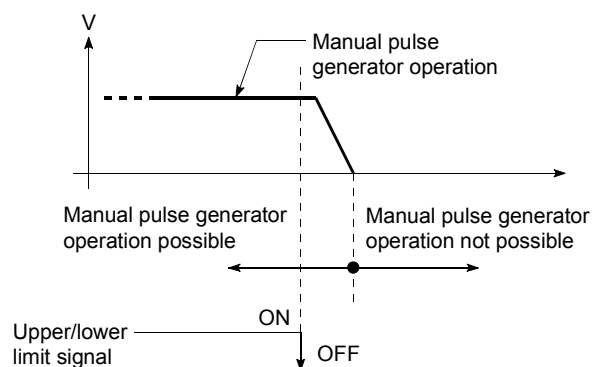 V
Manual pulse
generator operation
Manual pulse generator
operation possible
Manual pulse generator
operation not possible
ON
Upper/lower
limit signal
OFF